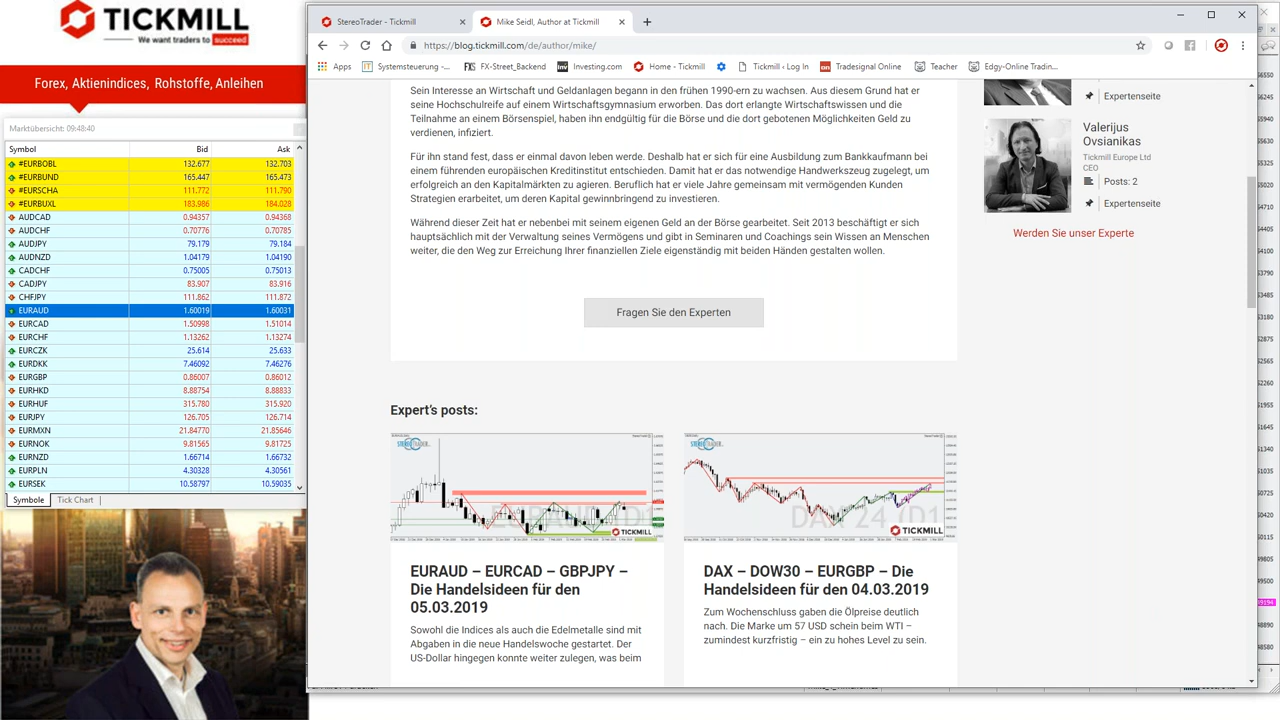 TICKMILL
We want traders to succeed
Forex, Aktienindices, Rohstoffe, Anleihen
Marktübersicht: 09:48:40
Symbol Bid Ask
#EURBOBL 132.677 132.703
#EURBUND 165.447 165.473
#EURSCHA 111.772 111.790
#EURBUXL 183.986 184.028
AUDCAD 0.94357 0.94368
AUDCHF 0.70776 0.70785
AUDJPY 79.179 79.184
AUDNZD 1.04179 1.04190
CADCHF 0.75005 0.75013
CADJPY 83.907 83.916
CHFJPY 111.862 111.872
EURAUD 1.60019 1.60031
EURCAD 1.50998 1.51014
EURCHF 1.13262 1.13274
EURCZK 25.614 25.633
EURDKK 7.46092 7.46276
EURGBP 0.86007 0.86012
EURHKD 8.88754 8.88833
EURHUF 315.780 315.920
EURJPY 126.705 126.714
EURMXN 21.84770 21.85646
EURNOK 9.81565 9.81725
EURNZD 1.66714 1.66732
EURPLN 4.30328 4.30561
EURSEK 10.58797 10.59035
Symbole Tick Chart
StereoTrader - Tickmill
Mike Seidl, Author at Tickmill
https://blog.tickmill.com/de/author/mike/
Apps Systemsteuerung -... FX-Street_Backend Investing.com Home - Tickmill Tickmill ‹ Log In Tradesignal Online Teacher Edgy-Online Tradin...
Sein Interesse an Wirtschaft und Geldanlagen begann in den frühen 1990-ern zu wachsen. Aus diesem Grund hat er
seine Hochschulreife auf einem Wirtschaftsgymnasium erworben. Das dort erlangte Wirtschaftswissen und die
Teilnahme an einem Börsenspiel, haben ihn endgültig für die Börse und die dort gebotenen Möglichkeiten Geld zu
verdienen, infiziert.
Für ihn stand fest, dass er einmal davon leben werde. Deshalb hat er sich für eine Ausbildung zum Bankkaufmann bei
einem führenden europäischen Kreditinstitut entschieden. Damit hat er das notwendige Handwerkszeug zugelegt, um
erfolgreich an den Kapitalmärkten zu agieren. Beruflich hat er viele Jahre gemeinsam mit vermögenden Kunden
Strategien erarbeitet, um deren Kapital gewinnbringend zu investieren.
Während dieser Zeit hat er nebenbei mit seinem eigenen Geld an der Börse gearbeitet. Seit 2013 beschäftigt er sich
hauptsächlich mit der Verwaltung seines Vermögens und gibt in Seminaren und Coachings sein Wissen an Menschen
weiter, die den Weg zur Erreichung Ihrer finanziellen Ziele eigenständig mit beiden Händen gestalten wollen.
Fragen Sie den Experten
Expertenseite
Valerijus
Ovsianikas
Tickmill Europe Ltd
CEO
Posts: 2
Expertenseite
Werden Sie unser Experte
Expert's posts:
STEREOTRADER
EURAUD D1
TICKMILL
EURAUD – EURCAD – GBPJPY –
Die Handelsideen für den
05.03.2019
Sowohl die Indices als auch die Edelmetalle sind mit
Abgaben in die neue Handelswoche gestartet. Der
US-Dollar hingegen konnte weiter zulegen, was beim
STEREOTRADER
DAX 24 D1
TICKMILL
DAX – DOW30 – EURGBP – Die
Handelsideen für den 04.03.2019
Zum Wochenschluss gaben die Ölpreise deutlich
nach. Die Marke um 57 USD schein beim WTI –
zumindest kurzfristig – ein zu hohes Level zu sein.